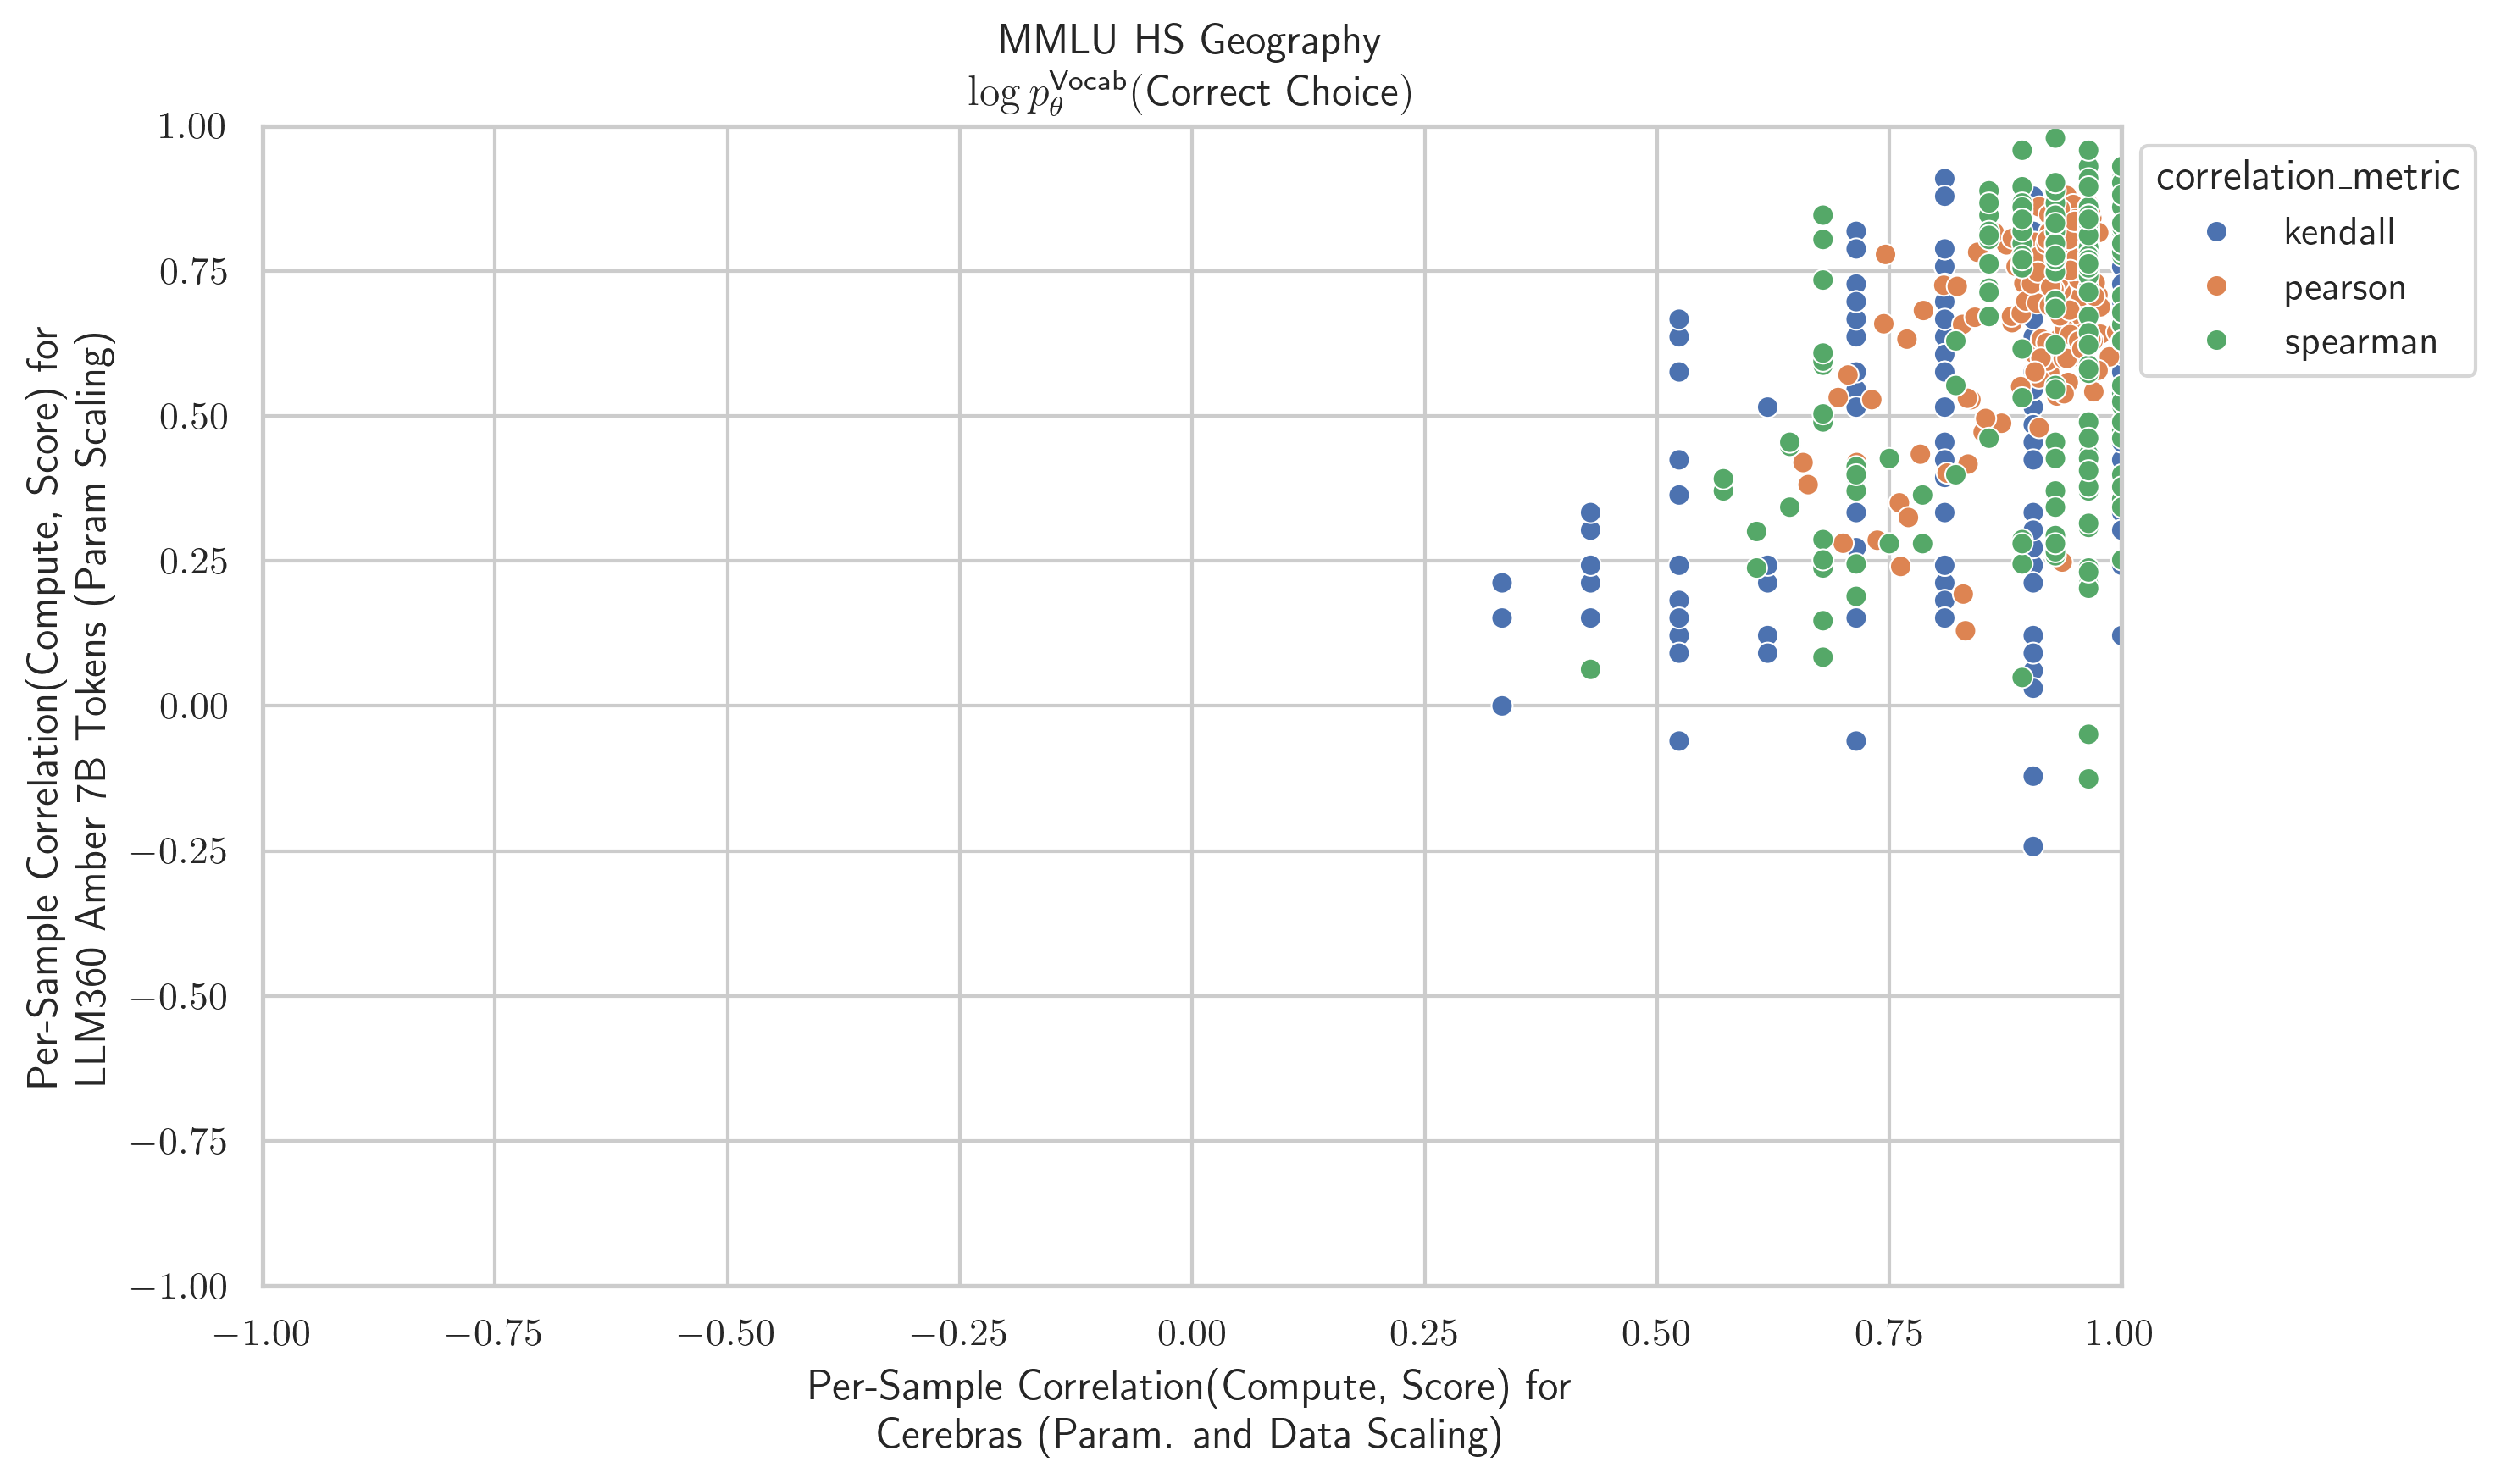 MMLU HS Geography
log p_θ^Vocab(Correct Choice)
1.00
0.75
0.50
0.25
0.00
−0.25
−0.50
−0.75
−1.00
Per-Sample Correlation(Compute, Score) for
LLM360 Amber 7B Tokens (Param Scaling)
correlation_metric
kendall
pearson
spearman
−1.00 −0.75 −0.50 −0.25 0.00 0.25 0.50 0.75 1.00
Per-Sample Correlation(Compute, Score) for
Cerebras (Param. and Data Scaling)